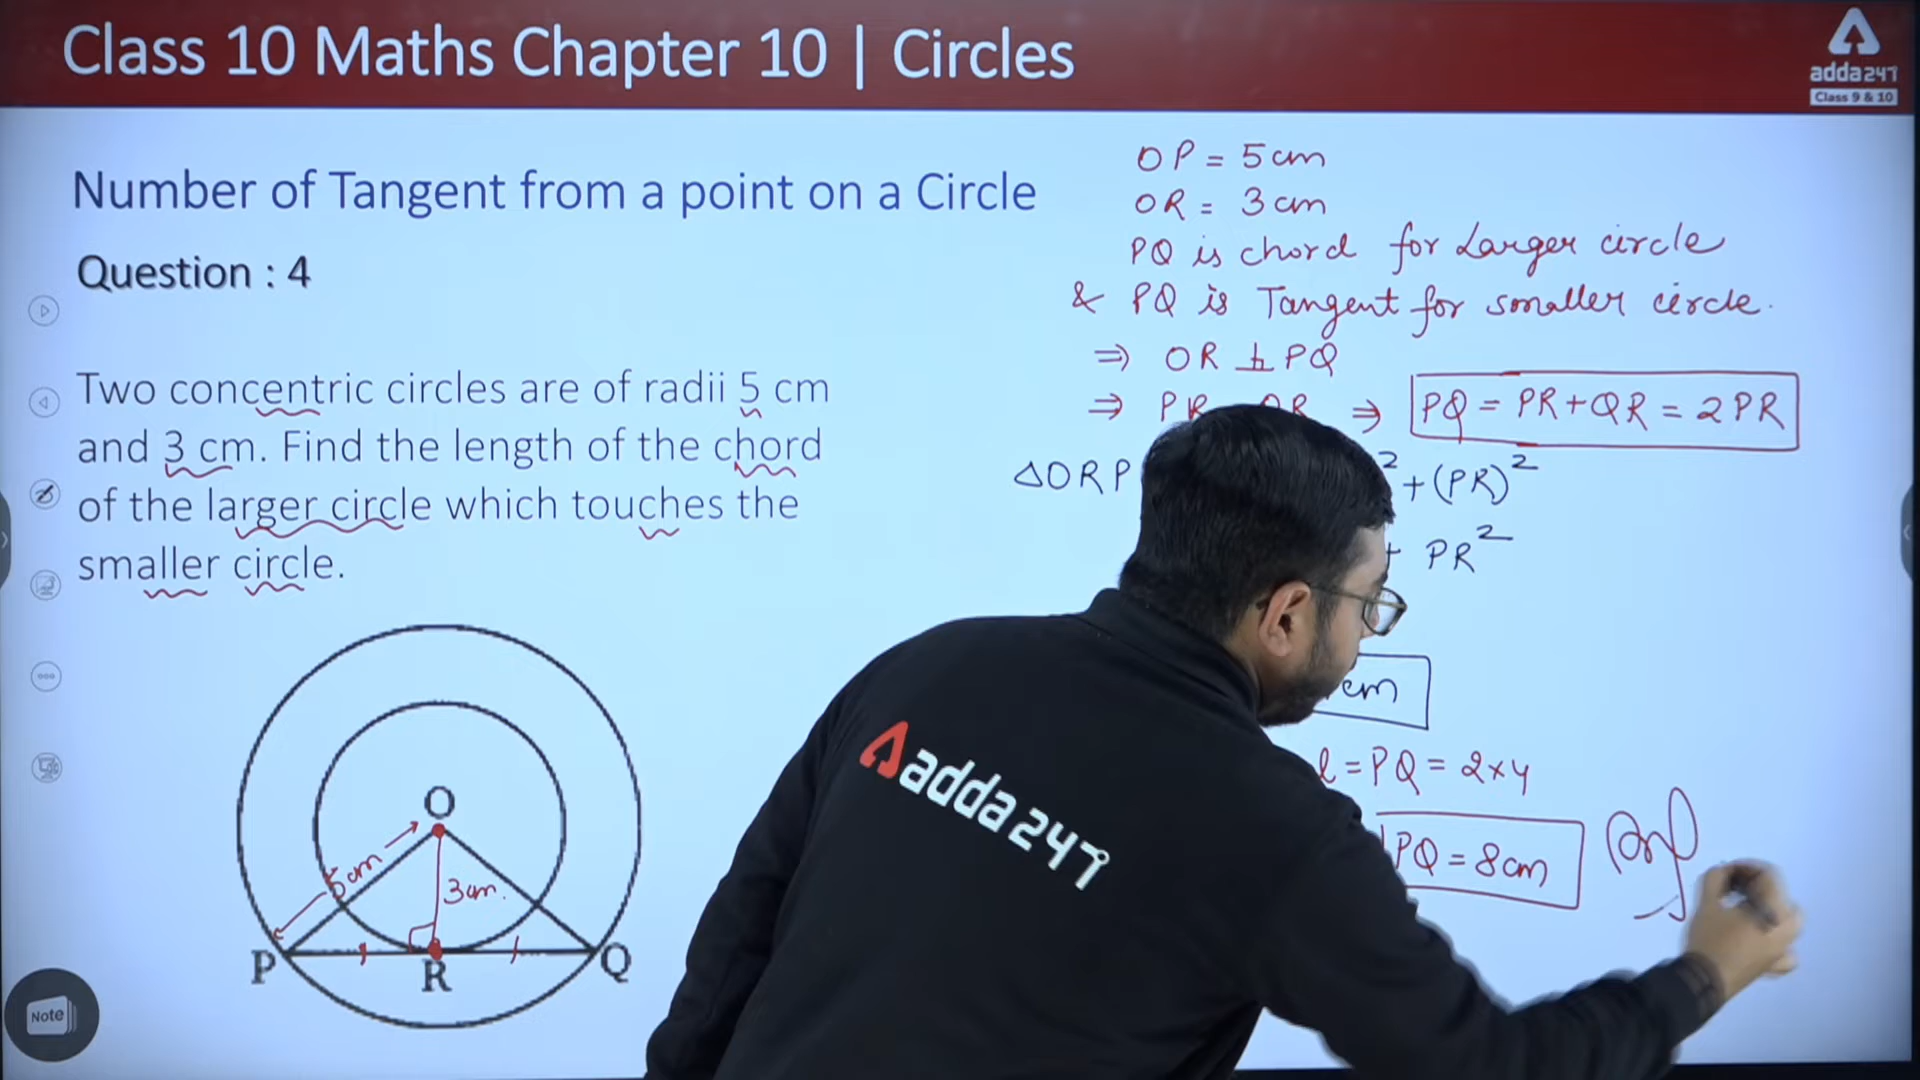 Class 10 Maths Chapter 10 | Circles
adda247
Class 9 & 10
Number of Tangent from a point on a Circle
Question : 4
Two concentric circles are of radii 5 cm
and 3 cm. Find the length of the chord
of the larger circle which touches the
smaller circle.
O
5cm
3cm.
P
R
Q
Note
OP = 5cm
OR = 3cm
PQ is chord for Larger circle
& PQ is Tangent for smaller circle.
⇒ OR ⊥ PQ
⇒ ⇒ PQ = PR+QR = 2PR
△ORP ² + (PR)²
+ PR²
cm
= PQ = 2×4
PQ = 8cm
adda247